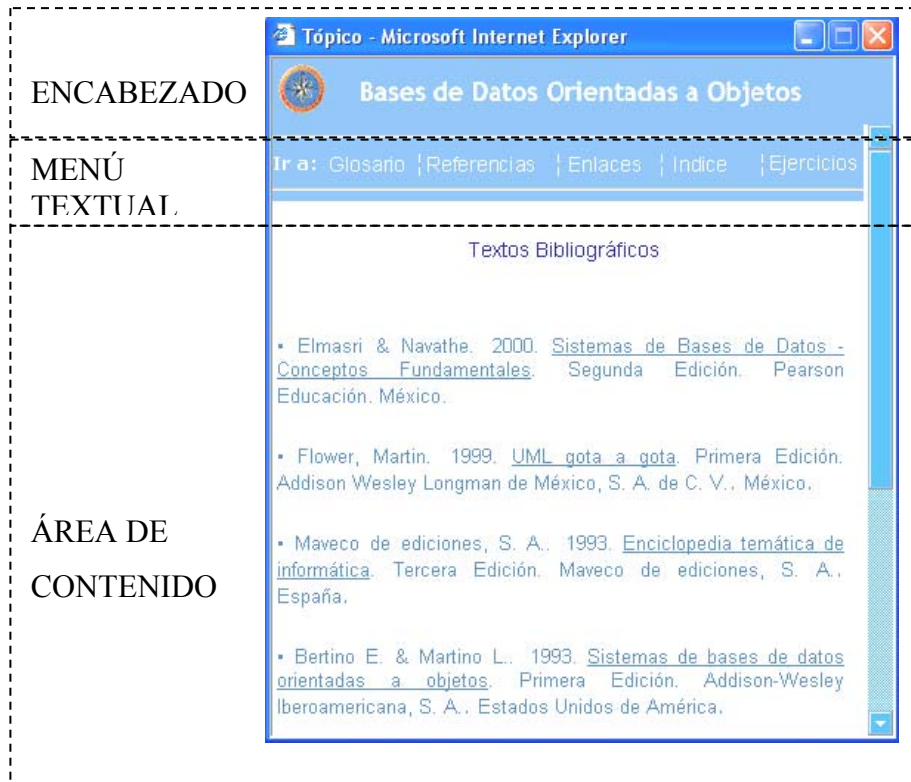 Tópico - Microsoft Internet Explorer
ENCABEZADO
Bases de Datos Orientadas a Objetos
MENÚ
TEXTUAL
Ir a: Glosario ¦ Referencias ¦ Enlaces ¦ Indice ¦ Ejercicios
Textos Bibliográficos
▪ Elmasri & Navathe. 2000. Sistemas de Bases de Datos -
Conceptos Fundamentales. Segunda Edición. Pearson
Educación. México.
▪ Flower, Martin. 1999. UML gota a gota. Primera Edición.
Addison Wesley Longman de México, S. A. de C. V.. México.
ÁREA DE
CONTENIDO
▪ Maveco de ediciones, S. A.. 1993. Enciclopedia temática de
informática. Tercera Edición. Maveco de ediciones, S. A..
España.
▪ Bertino E. & Martino L.. 1993. Sistemas de bases de datos
orientadas a objetos. Primera Edición. Addison-Wesley
Iberoamericana, S. A.. Estados Unidos de América.